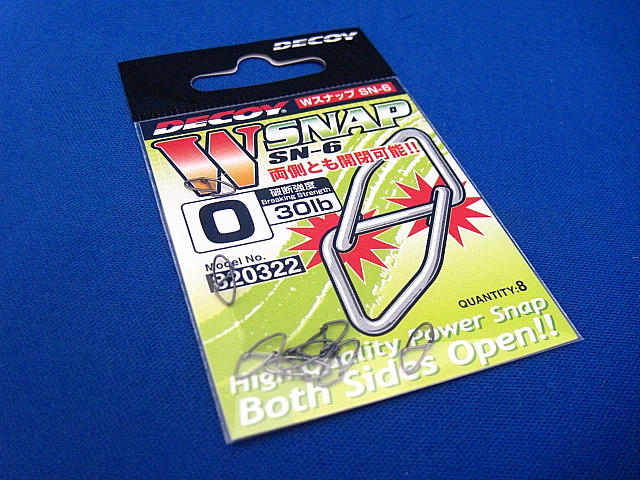 DECOY
DECOY® Wスナップ SN-6
W SNAP
SN-6
両側とも開閉可能!!
0
破断強度
Breaking Strength
30lb
Model No.
820322
QUANTITY:8
High Quality Power Snap
Both Sides Open!!